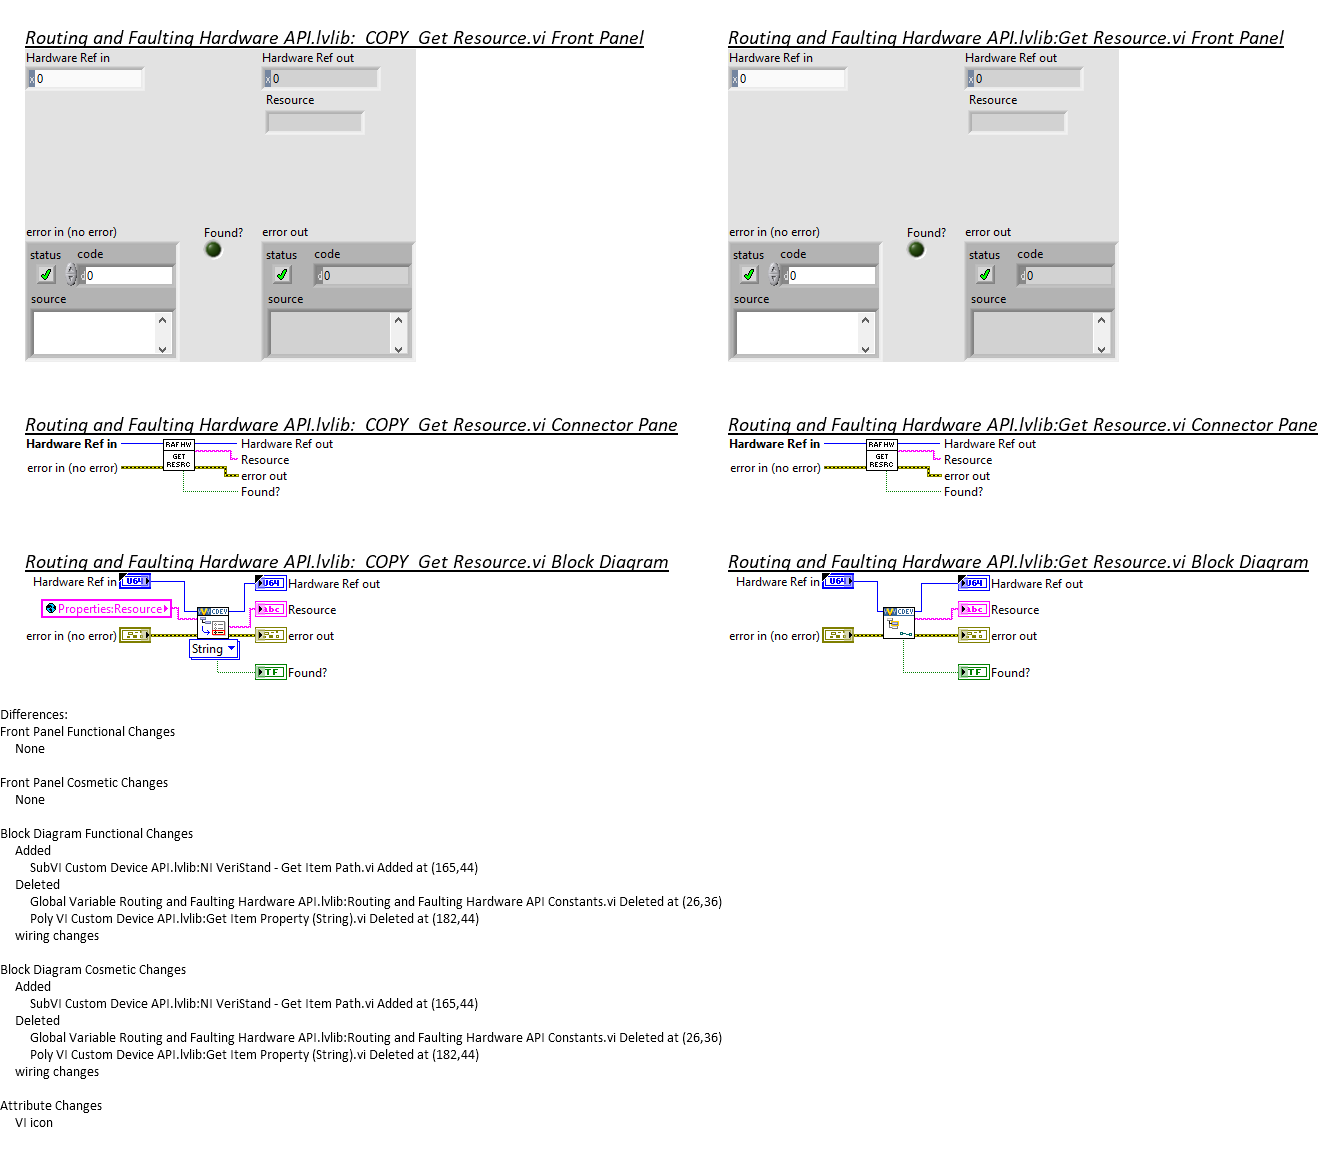 Routing and Faulting Hardware API.lvlib:  COPY  Get Resource.vi Front Panel
Hardware Ref in
Hardware Ref out
x 0
x 0
Resource
error in (no error)
Found?
error out
status
code
status
code
d 0
d 0
source
source
Routing and Faulting Hardware API.lvlib:Get Resource.vi Front Panel
Hardware Ref in
Hardware Ref out
x 0
x 0
Resource
error in (no error)
Found?
error out
status
code
status
code
d 0
d 0
source
source
Routing and Faulting Hardware API.lvlib:  COPY  Get Resource.vi Connector Pane
Hardware Ref in
RAF HW
GET
RESRC
Hardware Ref out
Resource
error in (no error)
error out
Found?
Routing and Faulting Hardware API.lvlib:Get Resource.vi Connector Pane
Hardware Ref in
RAF HW
GET
RESRC
Hardware Ref out
Resource
error in (no error)
error out
Found?
Routing and Faulting Hardware API.lvlib:  COPY  Get Resource.vi Block Diagram
Hardware Ref in
U64
U64
Hardware Ref out
Properties:Resource
CDEV
abc
Resource
error in (no error)
error out
String
TF
Found?
Routing and Faulting Hardware API.lvlib:Get Resource.vi Block Diagram
Hardware Ref in
U64
U64
Hardware Ref out
CDEV
abc
Resource
error in (no error)
error out
TF
Found?
Differences:
Front Panel Functional Changes
None
Front Panel Cosmetic Changes
None
Block Diagram Functional Changes
Added
SubVI Custom Device API.lvlib:NI VeriStand - Get Item Path.vi Added at (165,44)
Deleted
Global Variable Routing and Faulting Hardware API.lvlib:Routing and Faulting Hardware API Constants.vi Deleted at (26,36)
Poly VI Custom Device API.lvlib:Get Item Property (String).vi Deleted at (182,44)
wiring changes
Block Diagram Cosmetic Changes
Added
SubVI Custom Device API.lvlib:NI VeriStand - Get Item Path.vi Added at (165,44)
Deleted
Global Variable Routing and Faulting Hardware API.lvlib:Routing and Faulting Hardware API Constants.vi Deleted at (26,36)
Poly VI Custom Device API.lvlib:Get Item Property (String).vi Deleted at (182,44)
wiring changes
Attribute Changes
VI icon